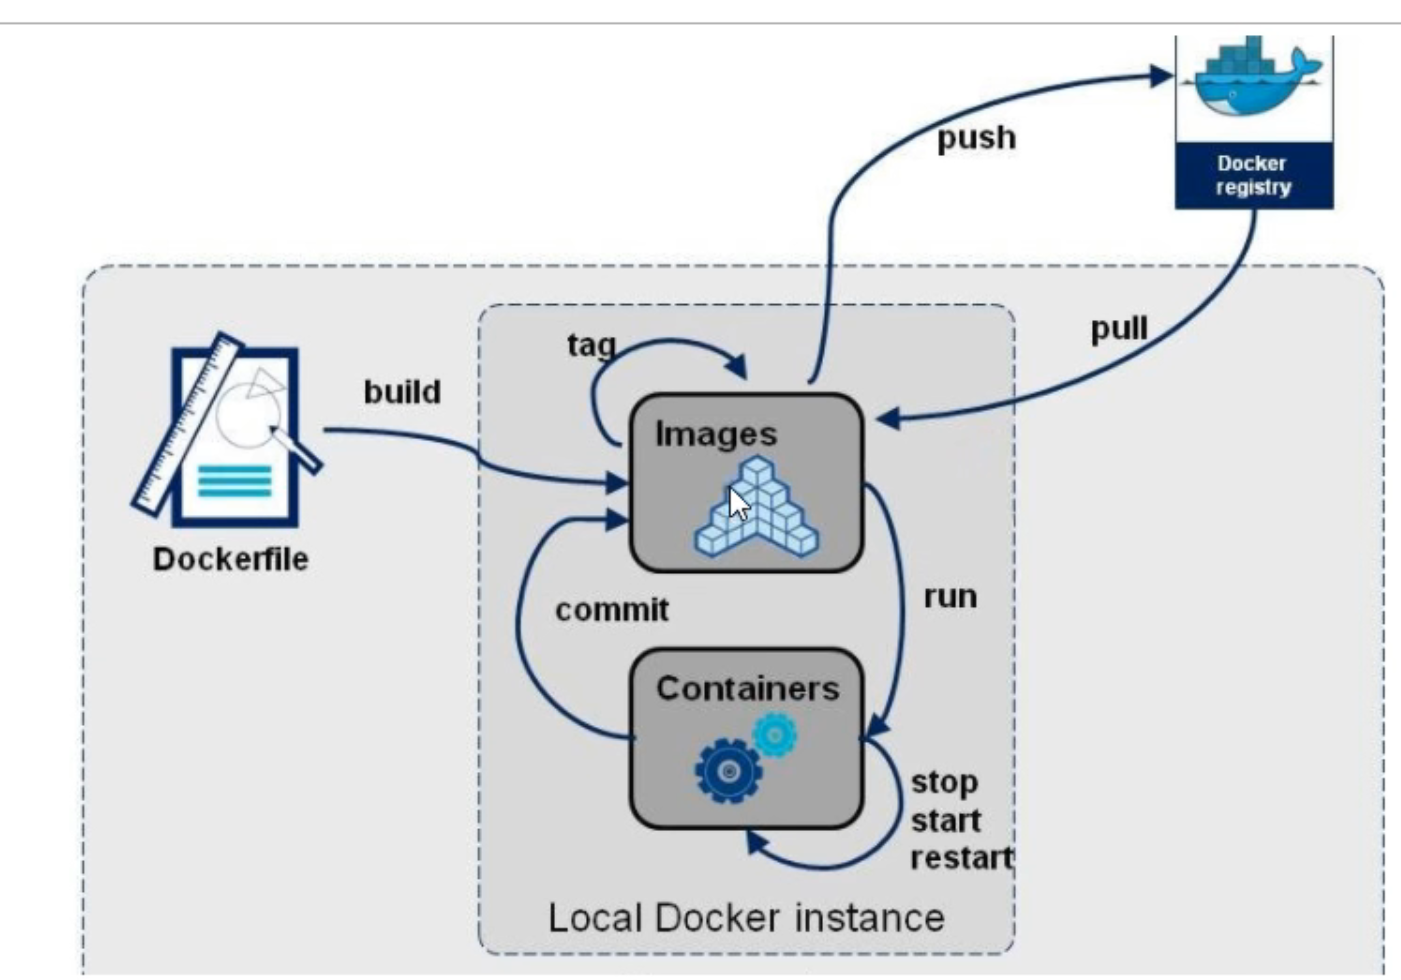 push
Docker
registry
pull
tag
build
Images
Dockerfile
commit
run
Containers
stop
start
restart
Local Docker instance